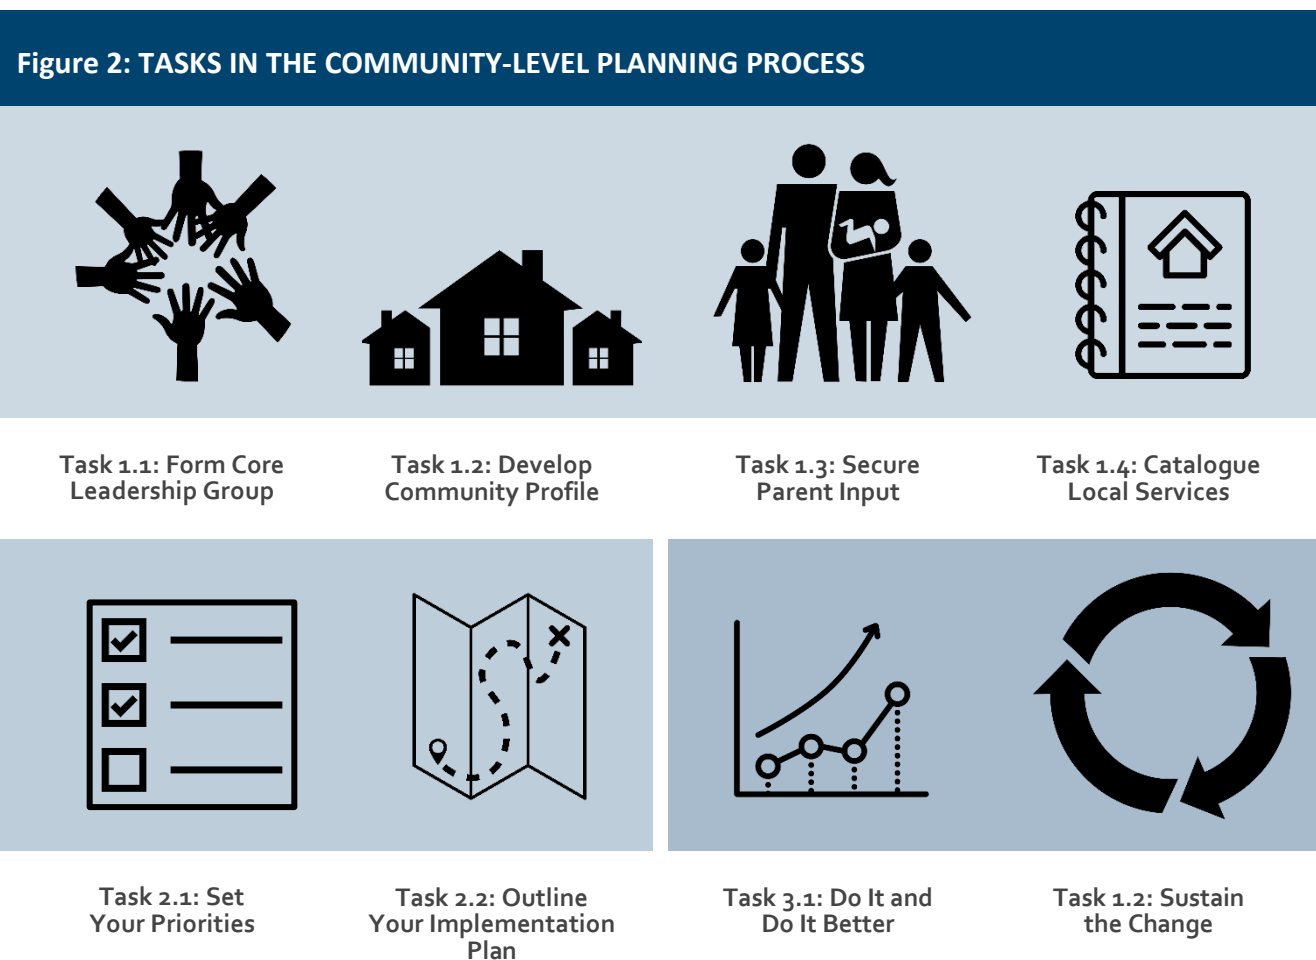 Figure 2: TASKS IN THE COMMUNITY-LEVEL PLANNING PROCESS
Task 1.1: Form Core
Leadership Group
Task 1.2: Develop
Community Profile
Task 1.3: Secure
Parent Input
Task 1.4: Catalogue
Local Services
Task 2.1: Set
Your Priorities
Task 2.2: Outline
Your Implementation
Plan
Task 3.1: Do It and
Do It Better
Task 1.2: Sustain
the Change